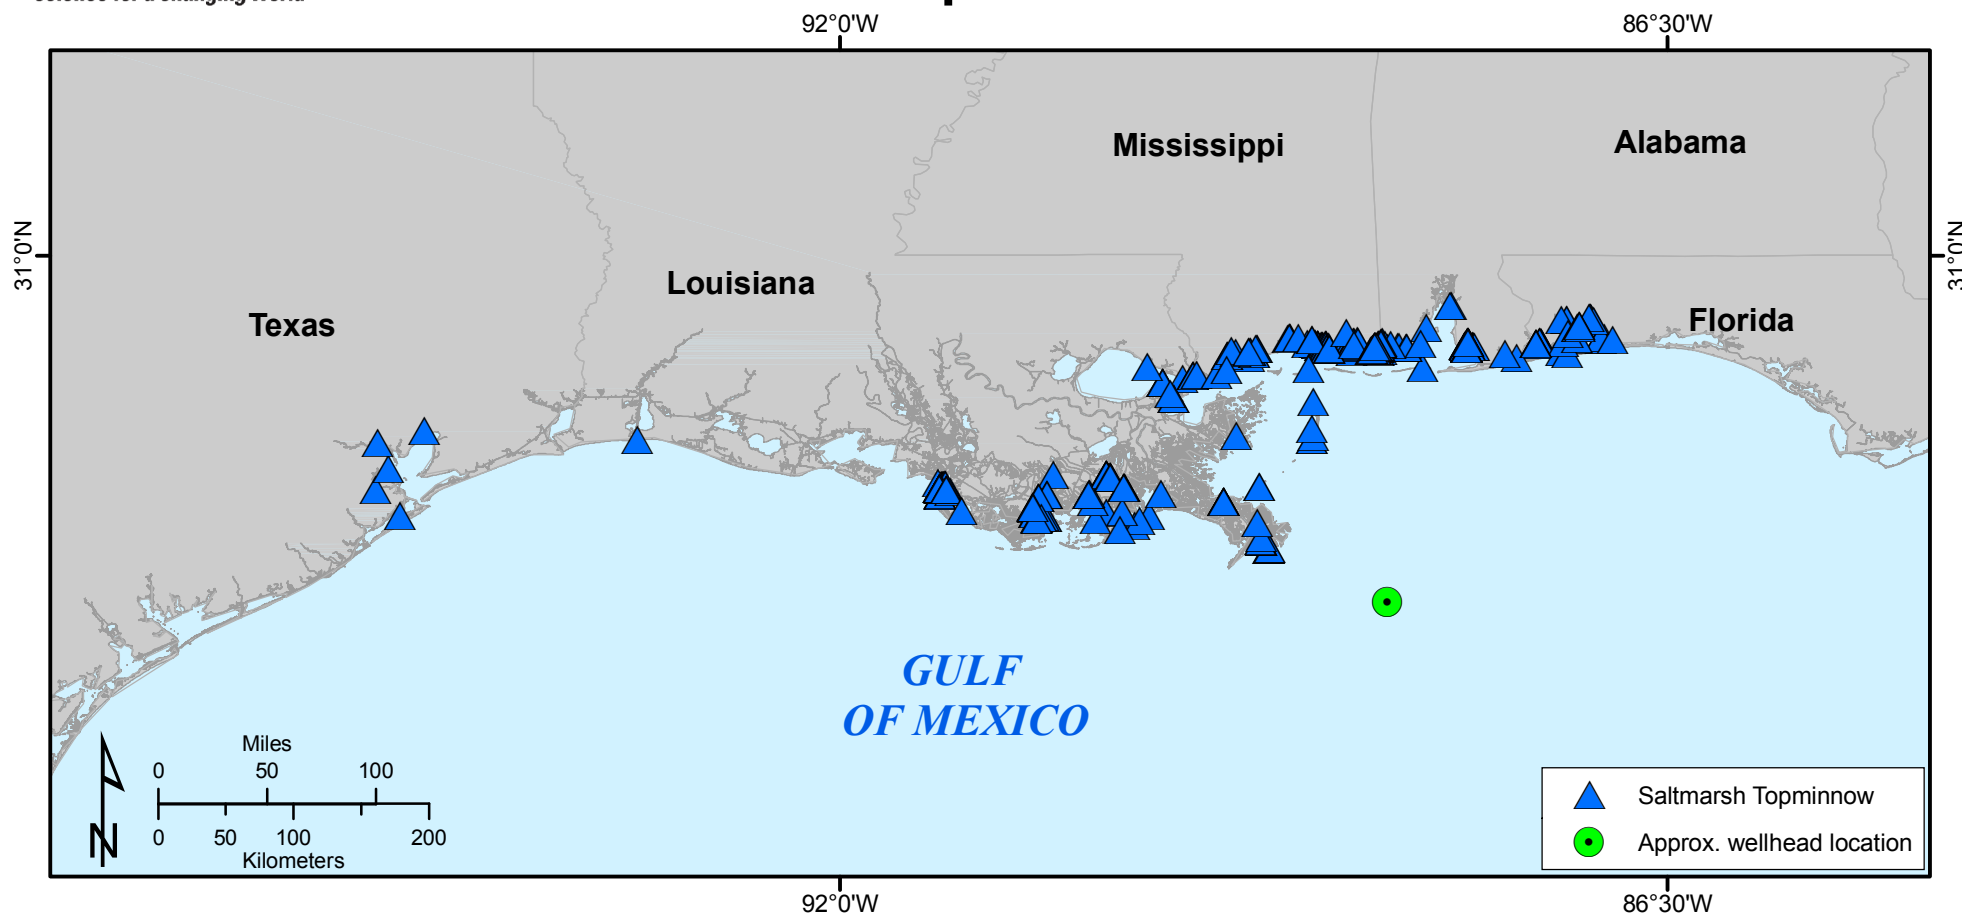 92°0'W 86°30'W
Mississippi
Alabama
31°0'N
31°0'N
Louisiana
Texas
Florida
GULF
OF MEXICO
Miles
0 50 100
0 50 100 200
Kilometers
N
Saltmarsh Topminnow
Approx. wellhead location
92°0'W 86°30'W